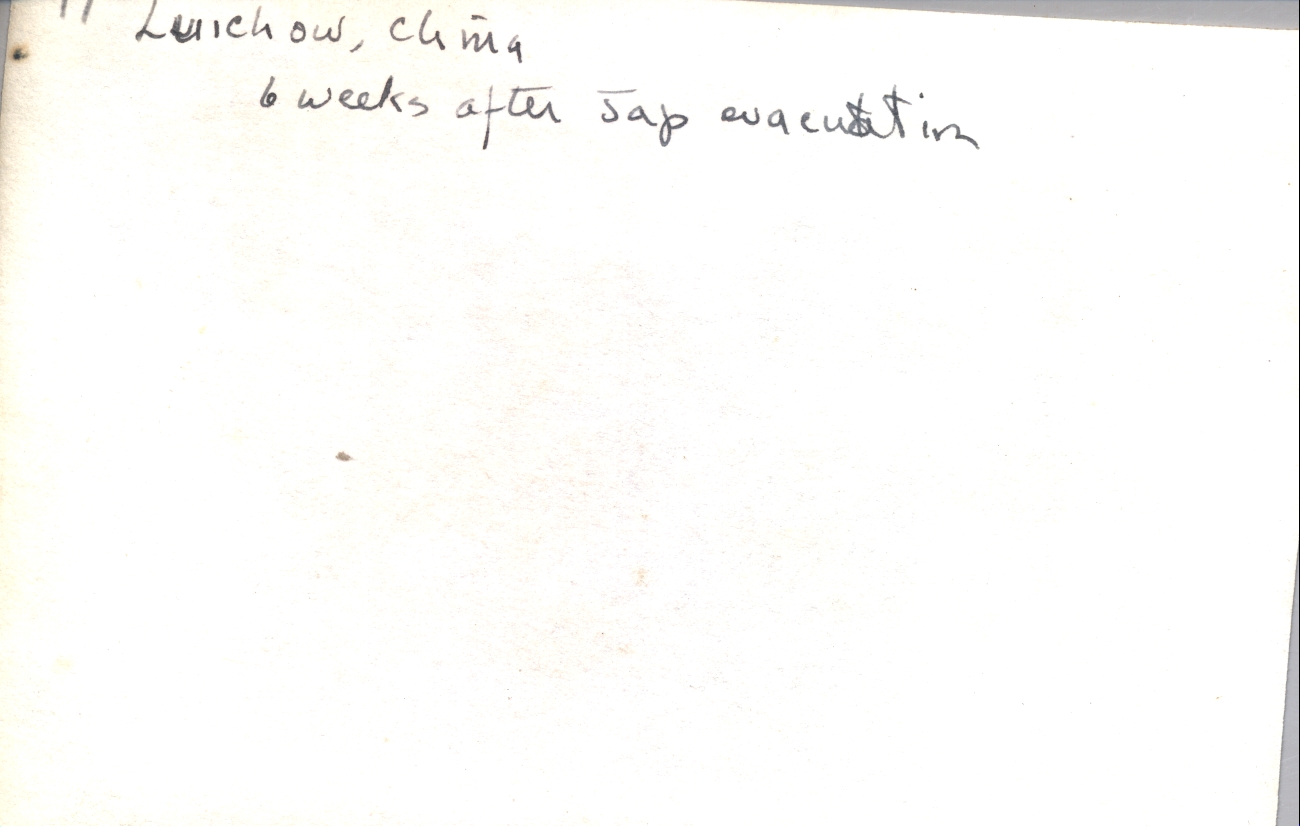 Luichow, China
6 weeks after Jap evacuation